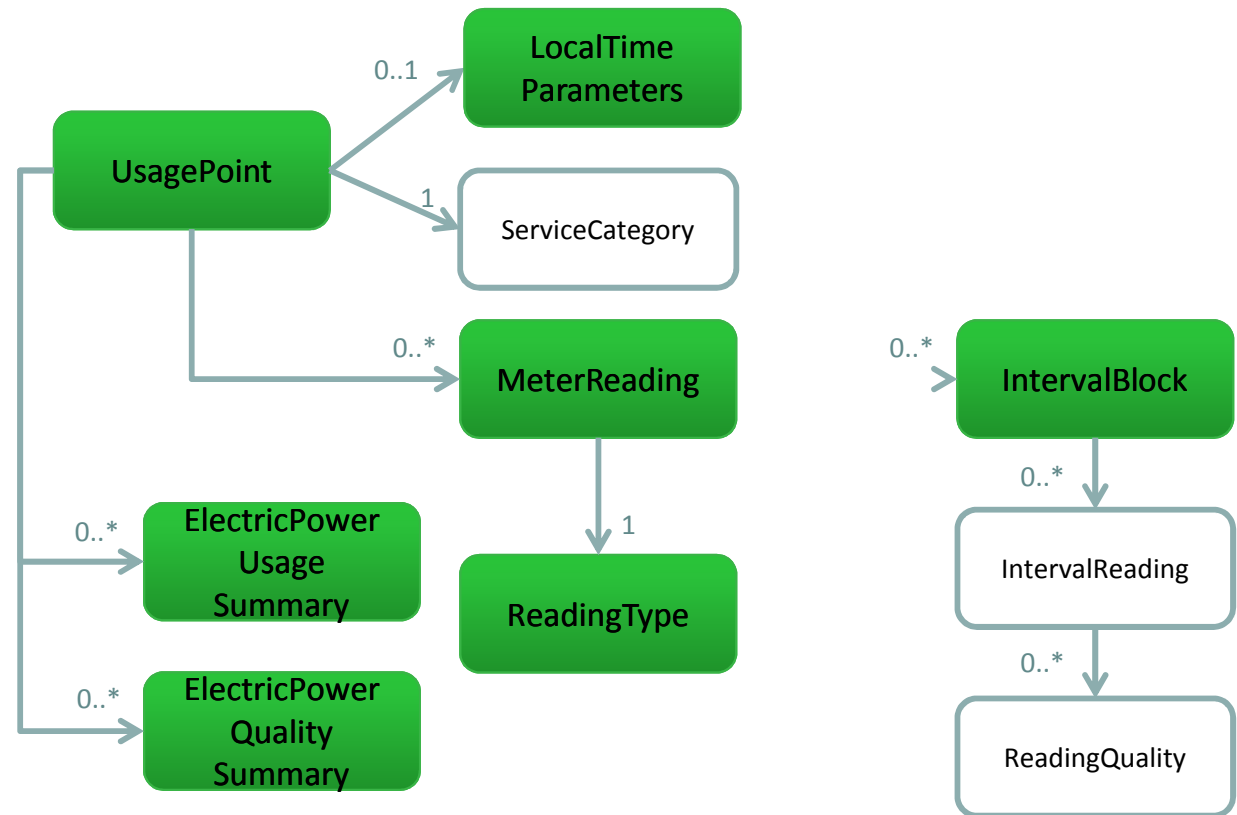 LocalTime
Parameters
0..1
UsagePoint
1
ServiceCategory
0..*
MeterReading
0..*
IntervalBlock
0..*
ElectricPower
Usage
Summary
1
ReadingType
0..*
IntervalReading
0..*
ElectricPower
Quality
Summary
0..*
ReadingQuality